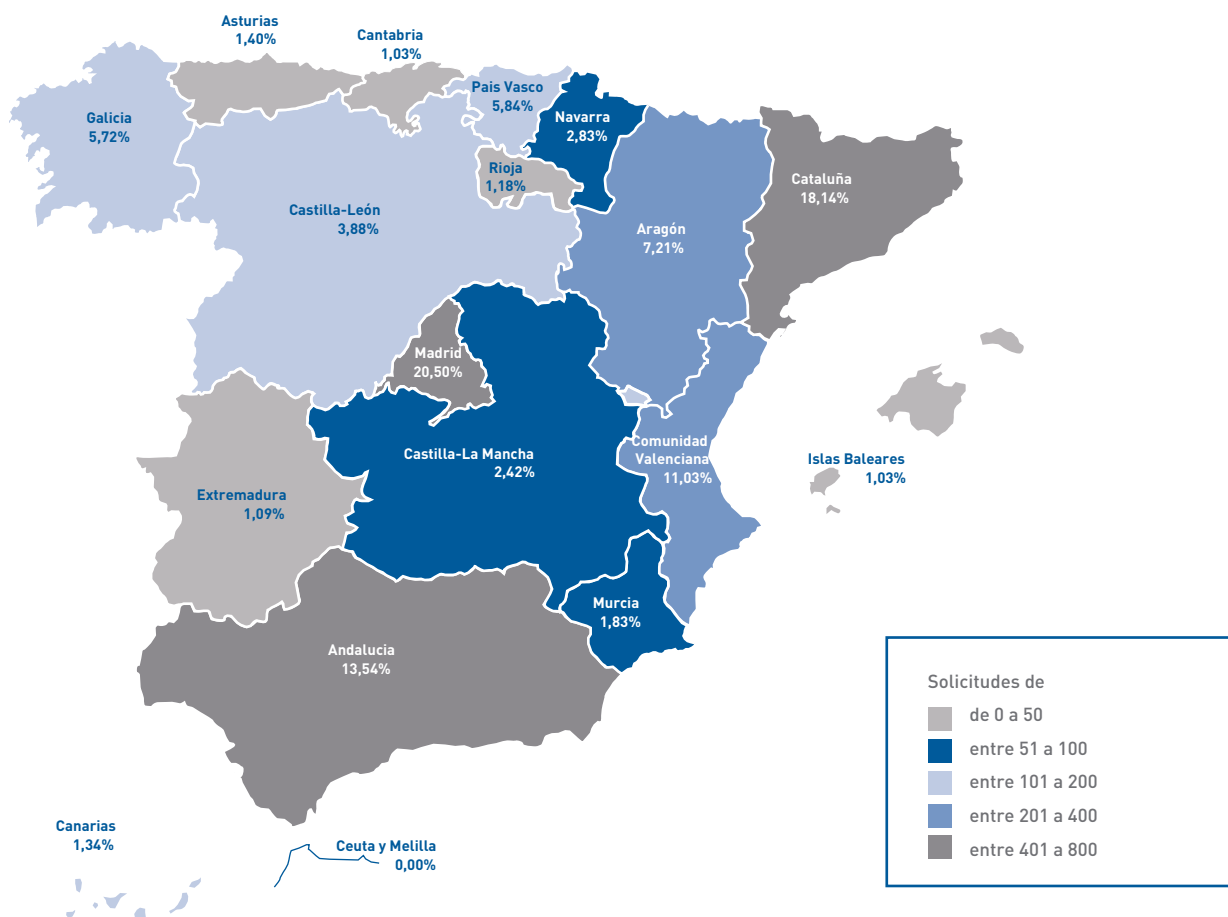 Asturias
1,40%
Cantabria
1,03%
Pais Vasco
5,84%
Galicia
5,72%
Navarra
2,83%
Rioja
1,18%
Cataluña
18,14%
Castilla-León
3,88%
Aragón
7,21%
Madrid
20,50%
Comunidad
Valenciana
11,03%
Castilla-La Mancha
2,42%
Islas Baleares
1,03%
Extremadura
1,09%
Murcia
1,83%
Andalucia
13,54%
Canarias
1,34%
Ceuta y Melilla
0,00%
Solicitudes de
de 0 a 50
entre 51 a 100
entre 101 a 200
entre 201 a 400
entre 401 a 800